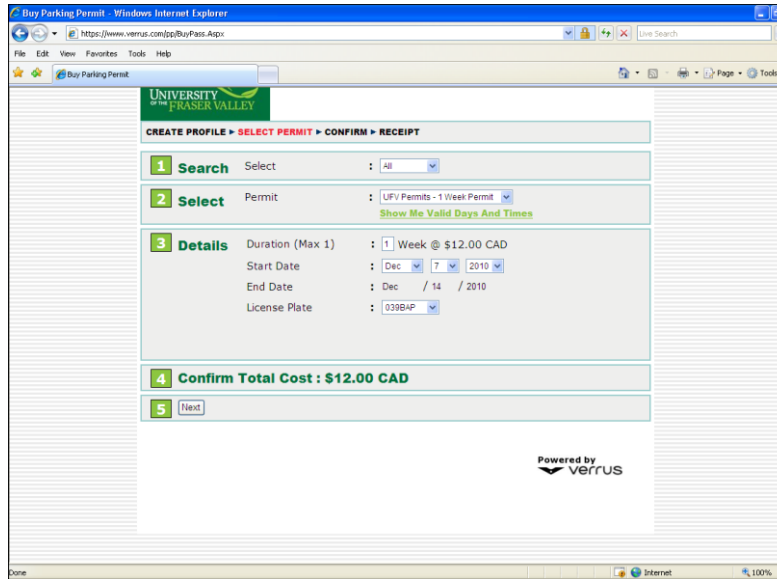 Buy Parking Permit - Windows Internet Explorer
https://www.verrus.com/pp/BuyPass.Aspx
Live Search
File Edit View Favorites Tools Help
Buy Parking Permit
Page Tools
UNIVERSITY
OF THE FRASER VALLEY
CREATE PROFILE ► SELECT PERMIT ► CONFIRM ► RECEIPT
1 Search Select : All
2 Select Permit : UFV Permits - 1 Week Permit
Show Me Valid Days And Times
3 Details Duration (Max 1) : 1 Week @ $12.00 CAD
Start Date : Dec 7 2010
End Date : Dec / 14 / 2010
License Plate : 039BAP
4 Confirm Total Cost : $12.00 CAD
5 Next
Powered by
verrus
Done Internet 100%